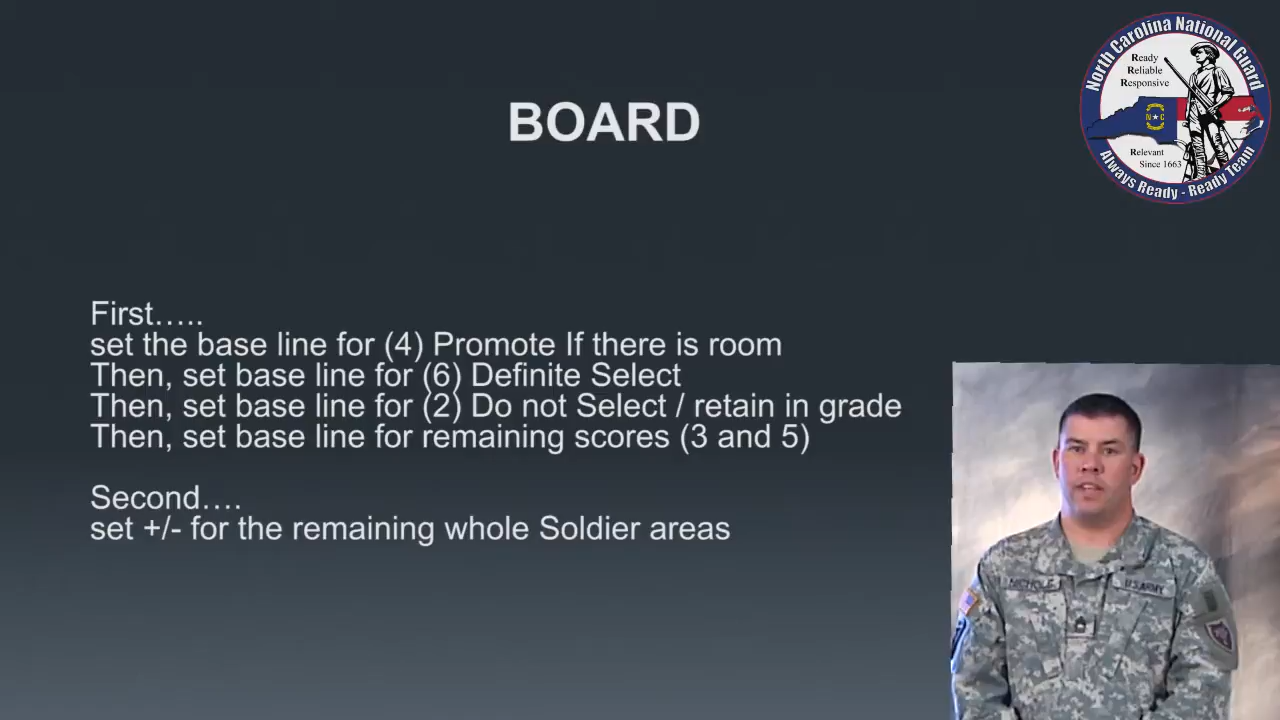 North Carolina National Guard
Ready
Reliable
Responsive
N C
Relevant
Since 1663
Always Ready - Ready Team
BOARD
First…..
set the base line for (4) Promote If there is room
Then, set base line for (6) Definite Select
Then, set base line for (2) Do not Select / retain in grade
Then, set base line for remaining scores (3 and 5)
Second….
set +/- for the remaining whole Soldier areas
U.S. ARMY